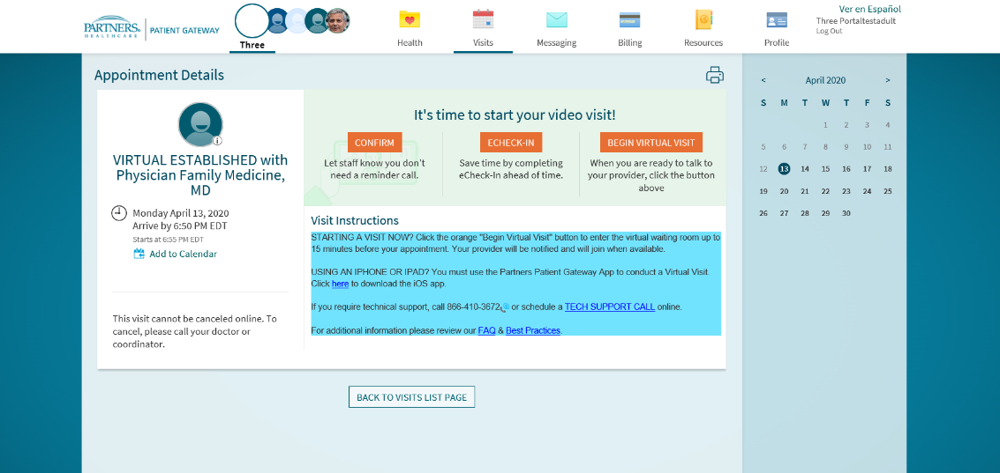 PARTNERS
HEALTHCARE
PATIENT GATEWAY
Three
Health
Visits
Messaging
Billing
Resources
Profile
Ver en Español
Three Portaltestadult
Log Out
Appointment Details
VIRTUAL ESTABLISHED with
Physician Family Medicine,
MD
Monday April 13, 2020
Arrive by 6:50 PM EDT
Starts at 6:55 PM EDT
Add to Calendar
This visit cannot be canceled online. To
cancel, please call your doctor or
coordinator.
It's time to start your video visit!
CONFIRM
Let staff know you don't
need a reminder call.
ECHECK-IN
Save time by completing
eCheck-In ahead of time.
BEGIN VIRTUAL VISIT
When you are ready to talk to
your provider, click the button
above
Visit Instructions
STARTING A VISIT NOW? Click the orange "Begin Virtual Visit" button to enter the virtual waiting room up to
15 minutes before your appointment. Your provider will be notified and will join when available.
USING AN IPHONE OR IPAD? You must use the Partners Patient Gateway App to conduct a Virtual Visit.
Click here to download the iOS app.
If you require technical support, call 866-410-3672 or schedule a TECH SUPPORT CALL online.
For additional information please review our FAQ & Best Practices.
BACK TO VISITS LIST PAGE
< April 2020 >
S M T W T F S
1 2 3 4
5 6 7 8 9 10 11
12 13 14 15 16 17 18
19 20 21 22 23 24 25
26 27 28 29 30